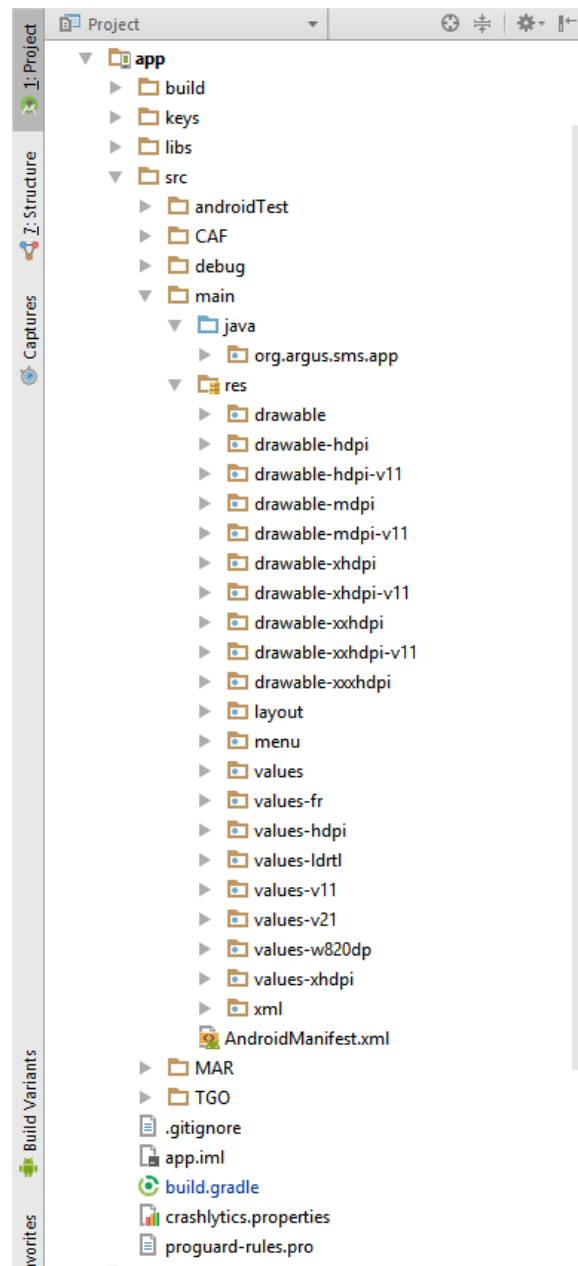 Project
app
build
keys
libs
src
androidTest
CAF
debug
main
java
org.argus.sms.app
res
drawable
drawable-hdpi
drawable-hdpi-v11
drawable-mdpi
drawable-mdpi-v11
drawable-xhdpi
drawable-xhdpi-v11
drawable-xxhdpi
drawable-xxhdpi-v11
drawable-xxxhdpi
layout
menu
values
values-fr
values-hdpi
values-ldrtl
values-v11
values-v21
values-w820dp
values-xhdpi
xml
AndroidManifest.xml
MAR
TGO
.gitignore
app.iml
build.gradle
crashlytics.properties
proguard-rules.pro
1: Project
7: Structure
Captures
Build Variants
avorites